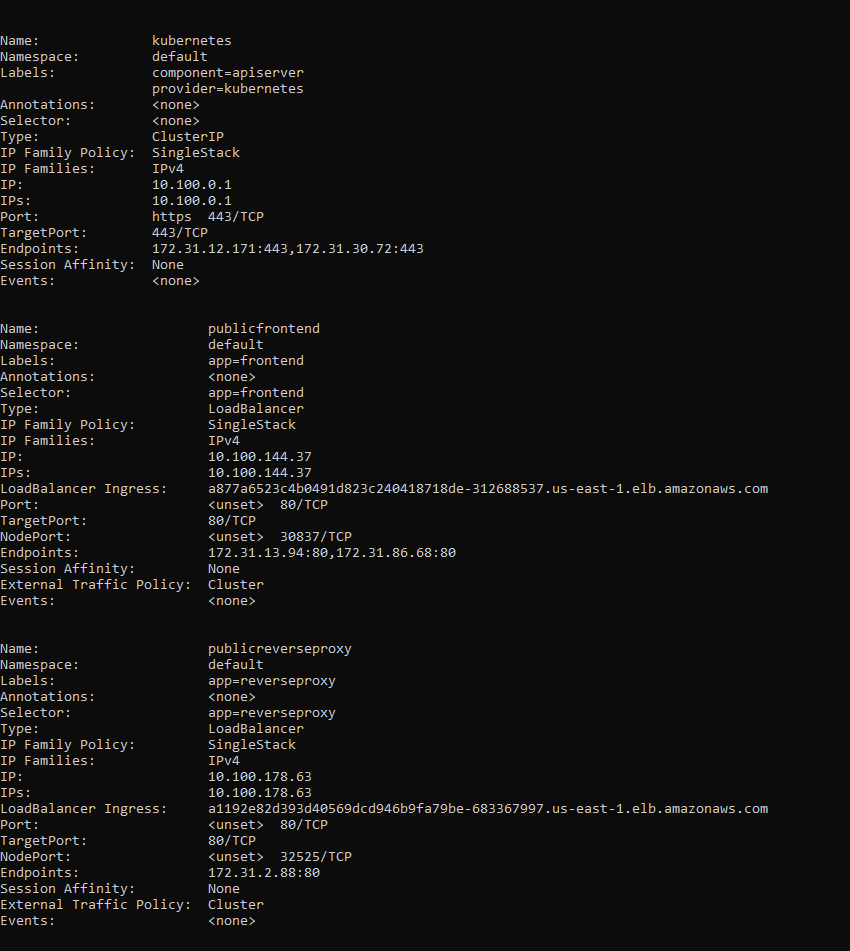 Name:              kubernetes
Namespace:         default
Labels:            component=apiserver
                   provider=kubernetes
Annotations:       <none>
Selector:          <none>
Type:              ClusterIP
IP Family Policy:  SingleStack
IP Families:       IPv4
IP:                10.100.0.1
IPs:               10.100.0.1
Port:              https  443/TCP
TargetPort:        443/TCP
Endpoints:         172.31.12.171:443,172.31.30.72:443
Session Affinity:  None
Events:            <none>
Name:                     publicfrontend
Namespace:                default
Labels:                   app=frontend
Annotations:              <none>
Selector:                 app=frontend
Type:                     LoadBalancer
IP Family Policy:         SingleStack
IP Families:              IPv4
IP:                       10.100.144.37
IPs:                      10.100.144.37
LoadBalancer Ingress:     a877a6523c4b0491d823c240418718de-312688537.us-east-1.elb.amazonaws.com
Port:                     <unset>  80/TCP
TargetPort:               80/TCP
NodePort:                 <unset>  30837/TCP
Endpoints:                172.31.13.94:80,172.31.86.68:80
Session Affinity:         None
External Traffic Policy:  Cluster
Events:                   <none>
Name:                     publicreverseproxy
Namespace:                default
Labels:                   app=reverseproxy
Annotations:              <none>
Selector:                 app=reverseproxy
Type:                     LoadBalancer
IP Family Policy:         SingleStack
IP Families:              IPv4
IP:                       10.100.178.63
IPs:                      10.100.178.63
LoadBalancer Ingress:     a1192e82d393d40569dcd946b9fa79be-683367997.us-east-1.elb.amazonaws.com
Port:                     <unset>  80/TCP
TargetPort:               80/TCP
NodePort:                 <unset>  32525/TCP
Endpoints:                172.31.2.88:80
Session Affinity:         None
External Traffic Policy:  Cluster
Events:                   <none>